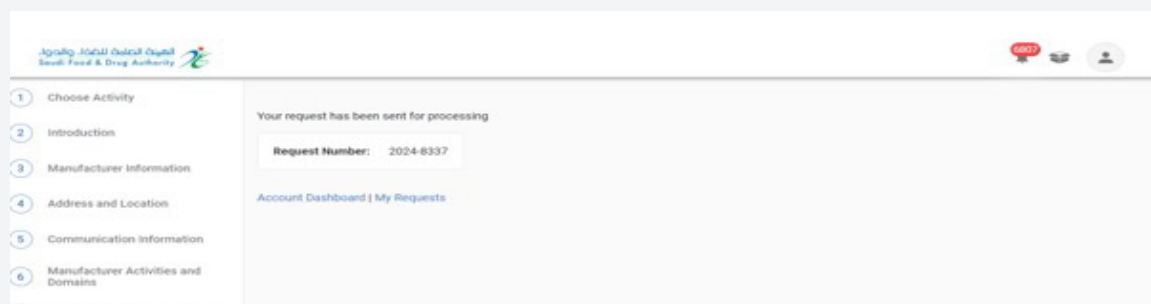 الهيئة العامة للغذاء والدواء
Saudi Food & Drug Authority
6807
1 Choose Activity
2 Introduction
3 Manufacturer Information
4 Address and Location
5 Communication Information
6 Manufacturer Activities and
Domains
Your request has been sent for processing
Request Number: 2024-8337
Account Dashboard | My Requests